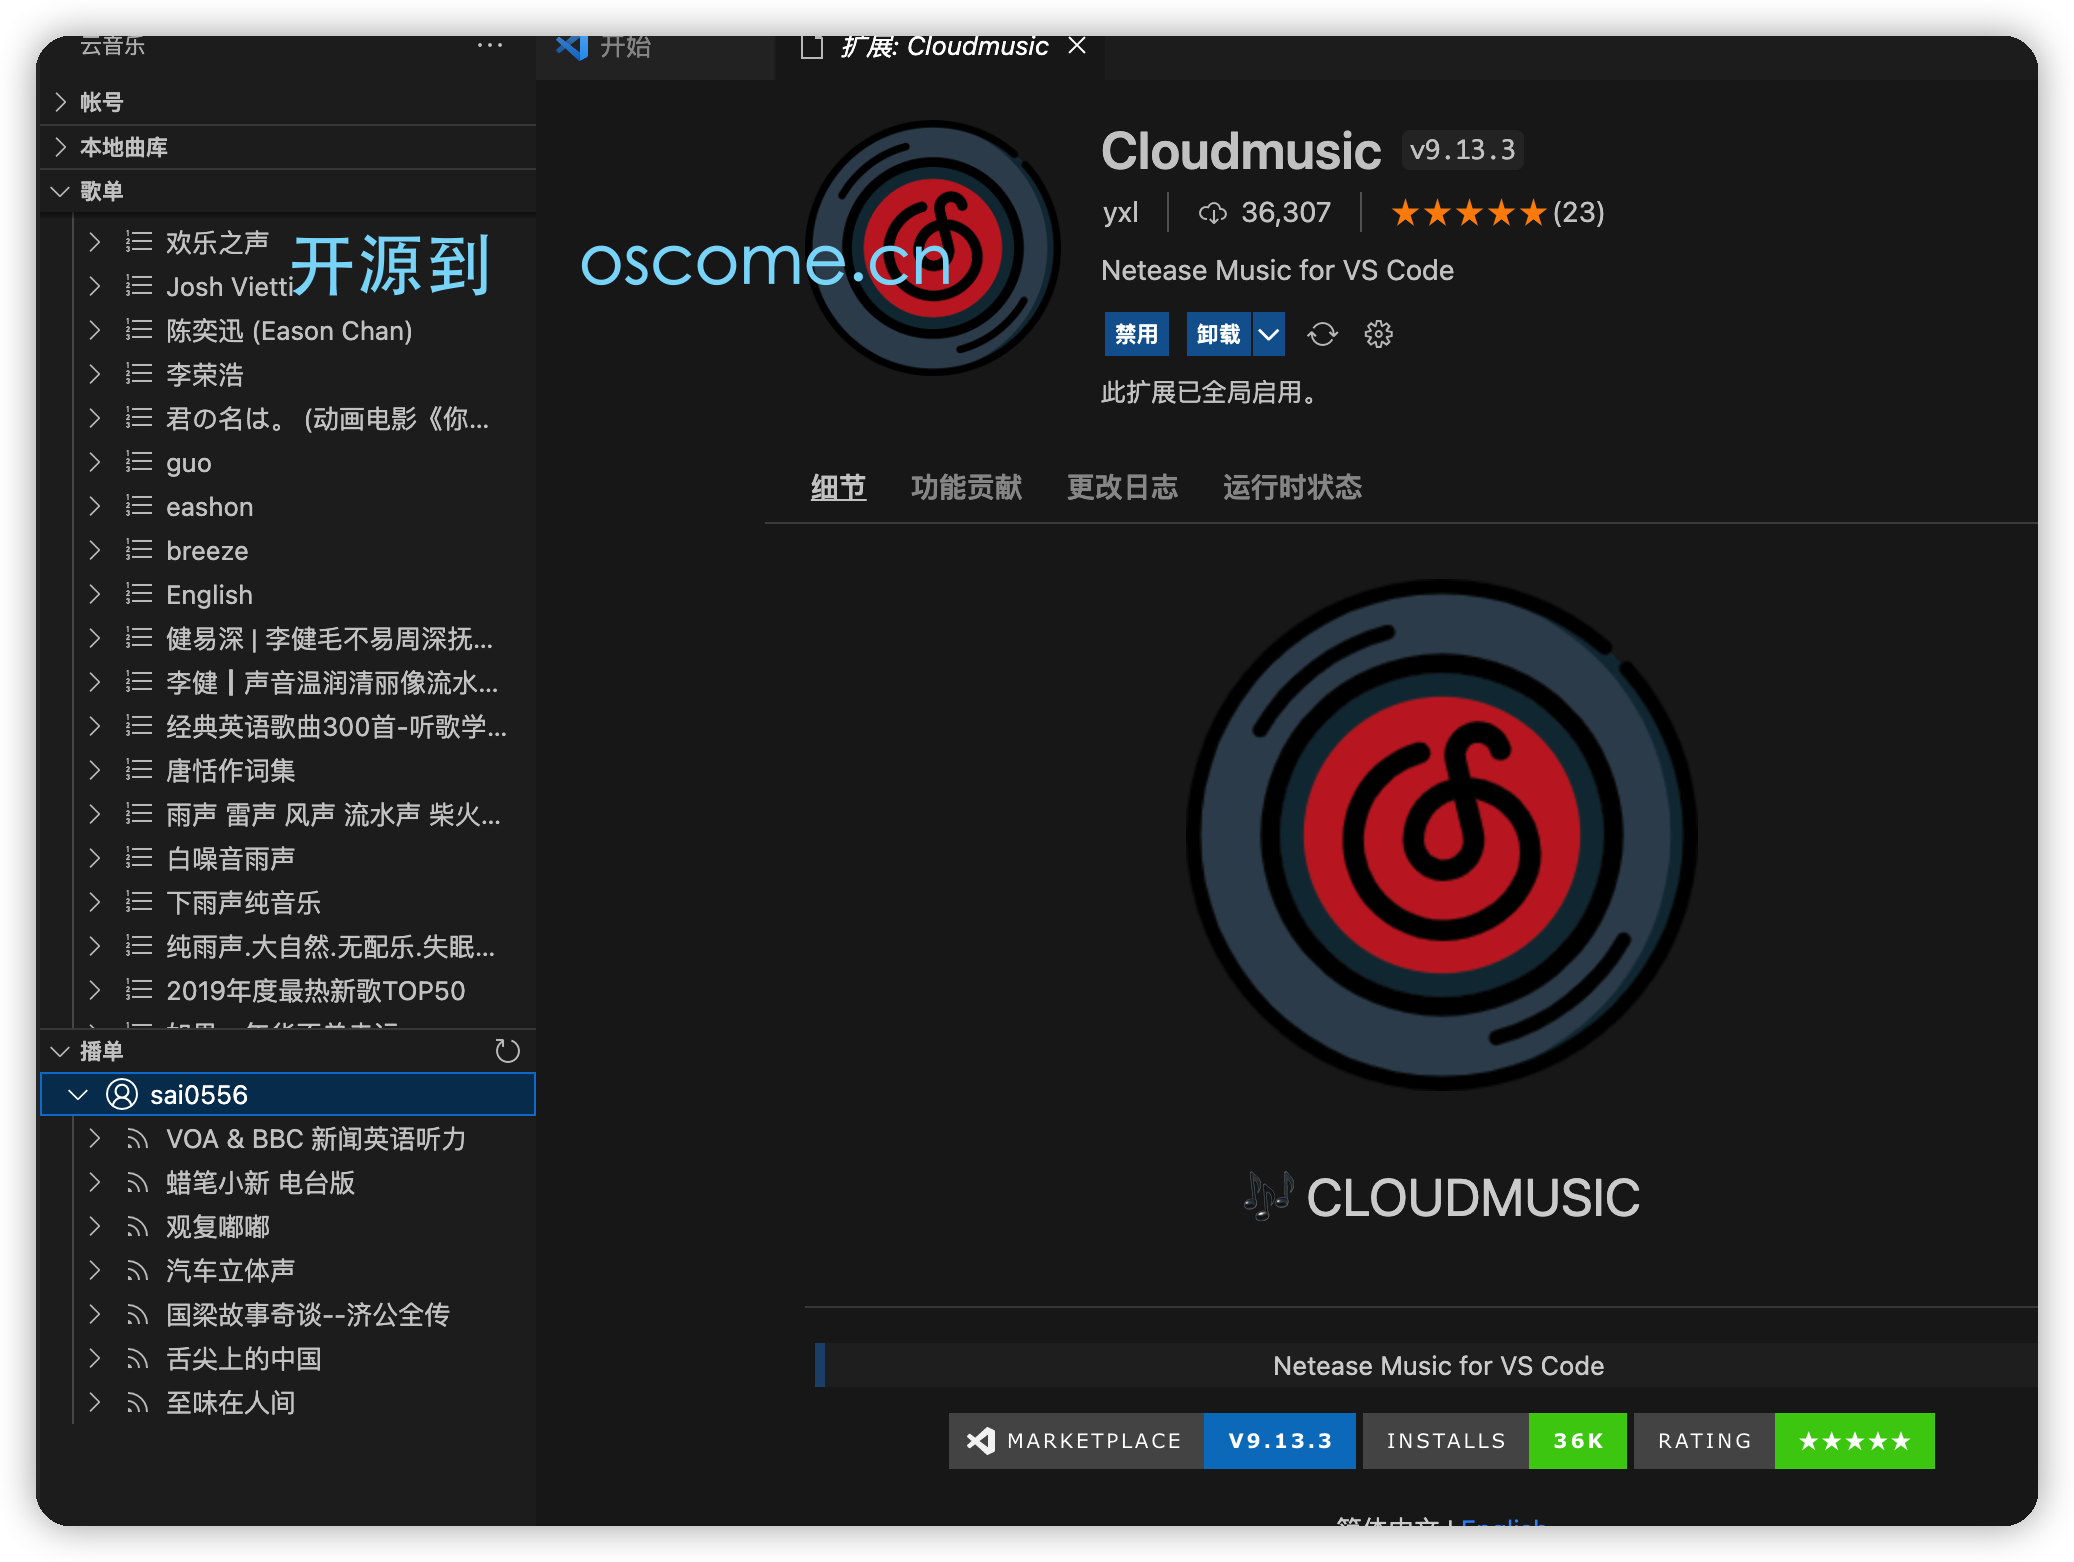 云音乐
帐号
本地曲库
歌单
欢乐之声
Josh Vietti
陈奕迅 (Eason Chan)
李荣浩
君の名は。 (动画电影《你...
guo
eashon
breeze
English
健易深 | 李健毛不易周深抚...
李健┃声音温润清丽像流水...
经典英语歌曲300首-听歌学...
唐恬作词集
雨声 雷声 风声 流水声 柴火...
白噪音雨声
下雨声纯音乐
纯雨声.大自然.无配乐.失眠...
2019年度最热新歌TOP50
播单
sai0556
VOA & BBC 新闻英语听力
蜡笔小新 电台版
观复嘟嘟
汽车立体声
国梁故事奇谈--济公全传
舌尖上的中国
至味在人间
开源到 oscome.cn
开始
扩展: Cloudmusic
Cloudmusic v9.13.3
yxl 36,307 ★★★★★(23)
Netease Music for VS Code
禁用 卸载
此扩展已全局启用。
细节 功能贡献 更改日志 运行时状态
🎶 CLOUDMUSIC
Netease Music for VS Code
MARKETPLACE V9.13.3 INSTALLS 36K RATING ★★★★★
简体中文 | English